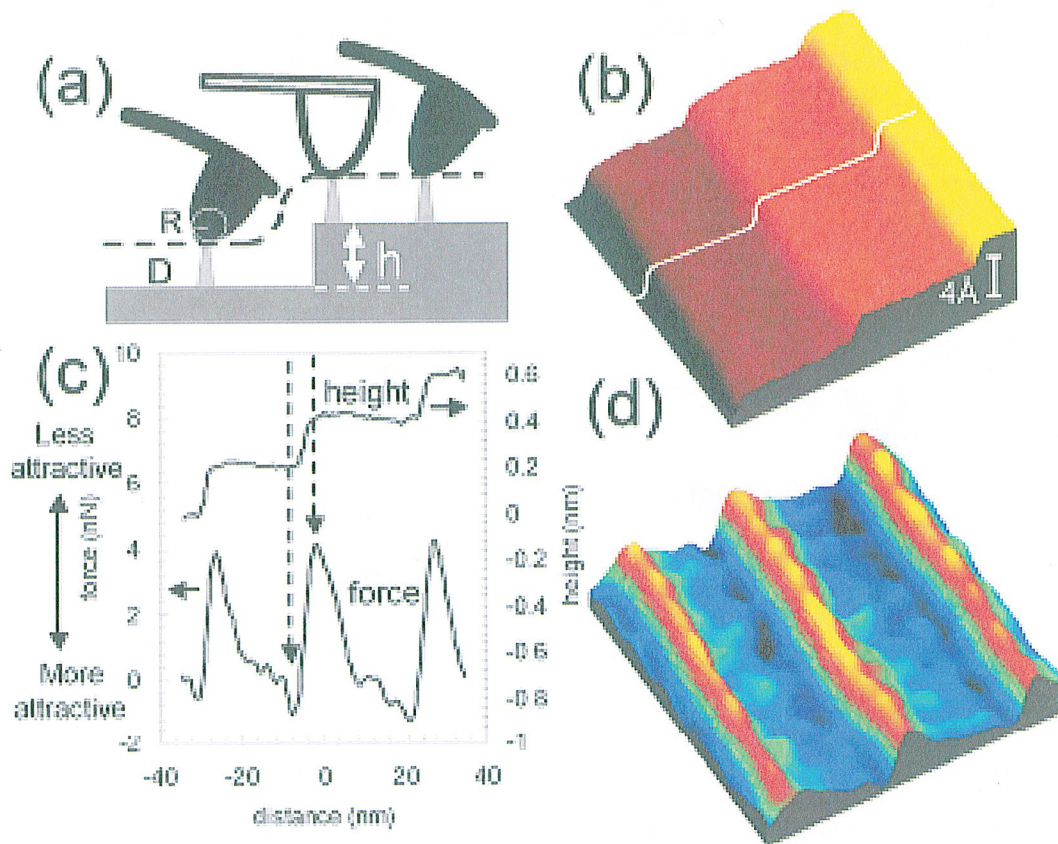 (a)
R
D
h
(b)
4A
(c)
Less
attractive
force (nN)
More
attractive
10
8
6
4
2
0
-2
height
force
0.6
0.4
0.2
0
-0.2
-0.4
-0.6
-0.8
-1
height (nm)
-40
-20
0
20
40
distance (nm)
(d)